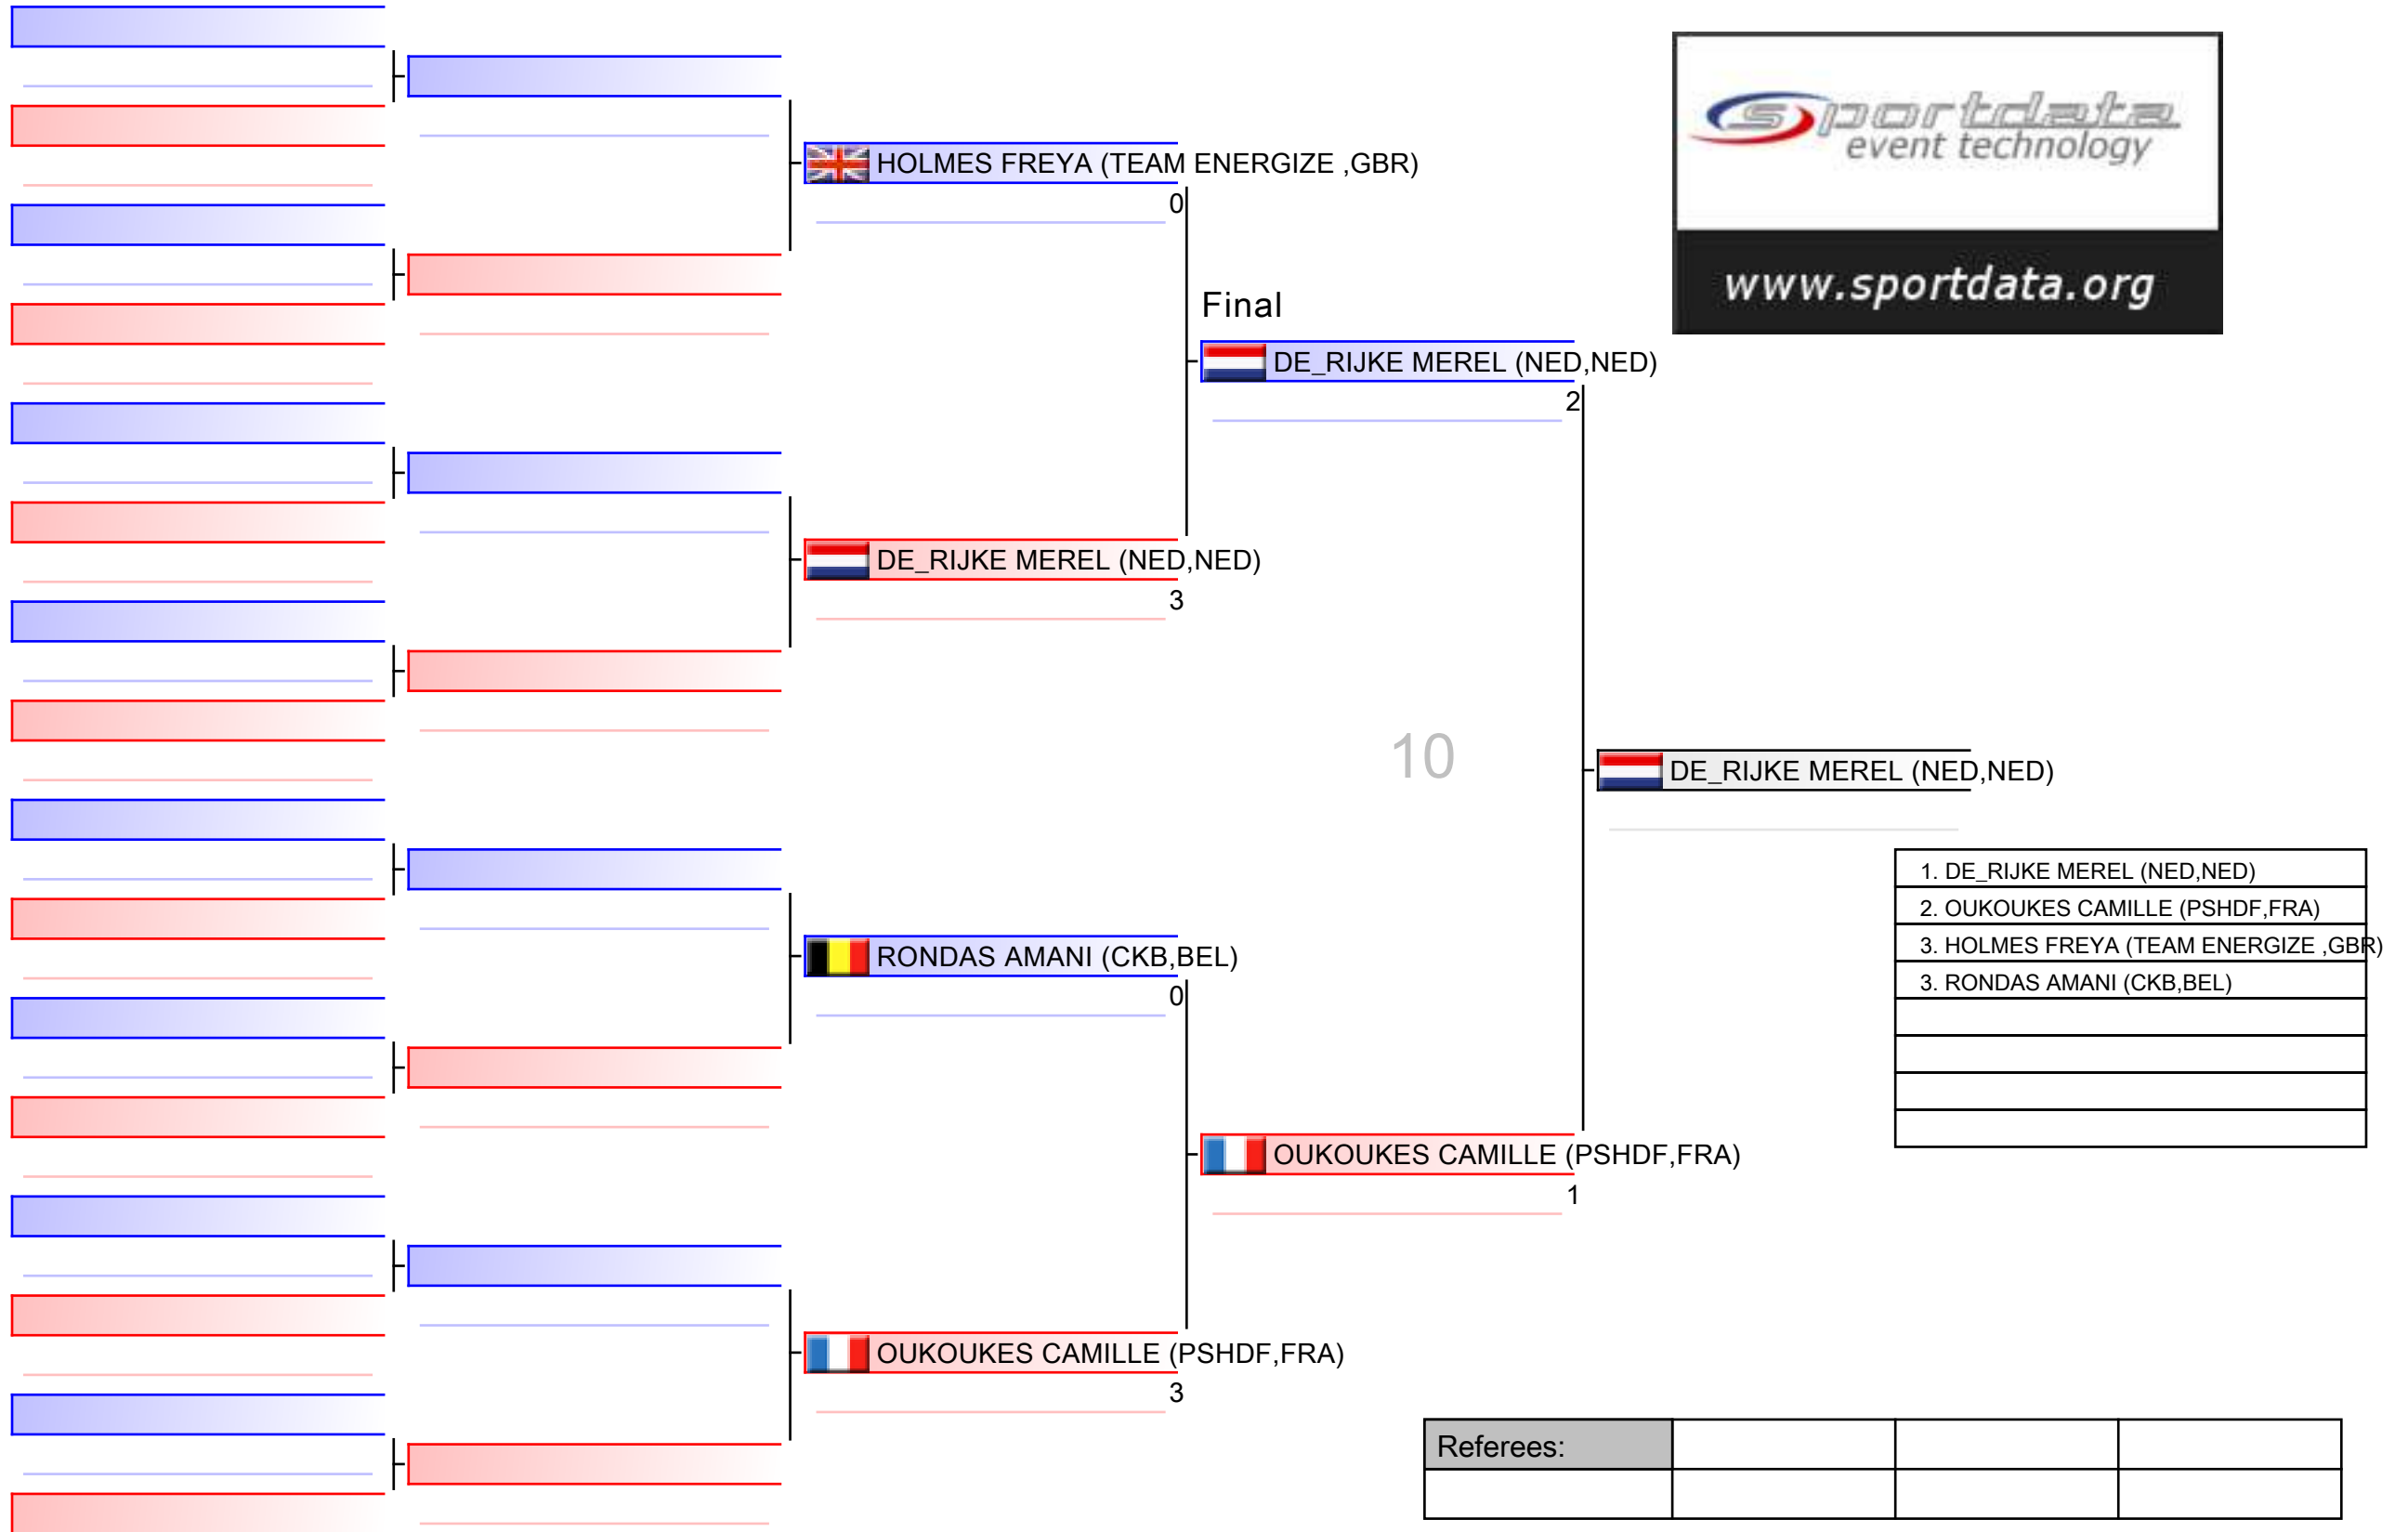 sportdata
event technology
www.sportdata.org
HOLMES FREYA (TEAM ENERGIZE ,GBR)
0
Final
DE_RIJKE MEREL (NED,NED)
2
DE_RIJKE MEREL (NED,NED)
3
10
DE_RIJKE MEREL (NED,NED)
1. DE_RIJKE MEREL (NED,NED)
2. OUKOUKES CAMILLE (PSHDF,FRA)
3. HOLMES FREYA (TEAM ENERGIZE ,GBR)
3. RONDAS AMANI (CKB,BEL)
RONDAS AMANI (CKB,BEL)
0
OUKOUKES CAMILLE (PSHDF,FRA)
1
OUKOUKES CAMILLE (PSHDF,FRA)
3
Referees: